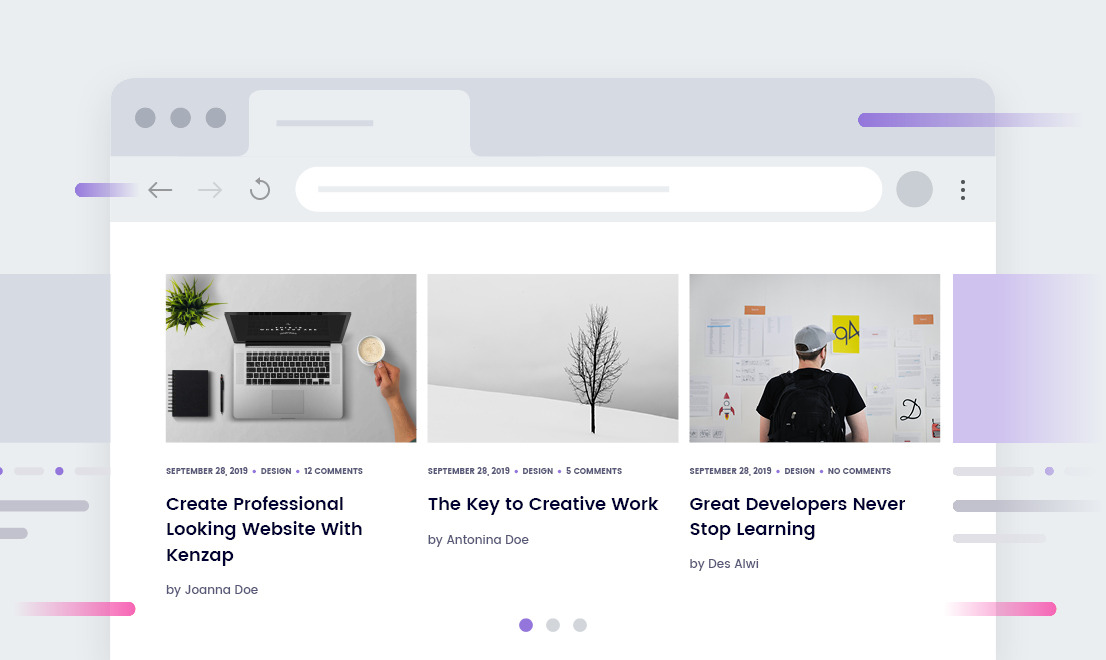 SEPTEMBER 28, 2019 • DESIGN • 12 COMMENTS
Create Professional
Looking Website With
Kenzap
by Joanna Doe
SEPTEMBER 28, 2019 • DESIGN • 5 COMMENTS
The Key to Creative Work
by Antonina Doe
SEPTEMBER 28, 2019 • DESIGN • NO COMMENTS
Great Developers Never
Stop Learning
by Des Alwi